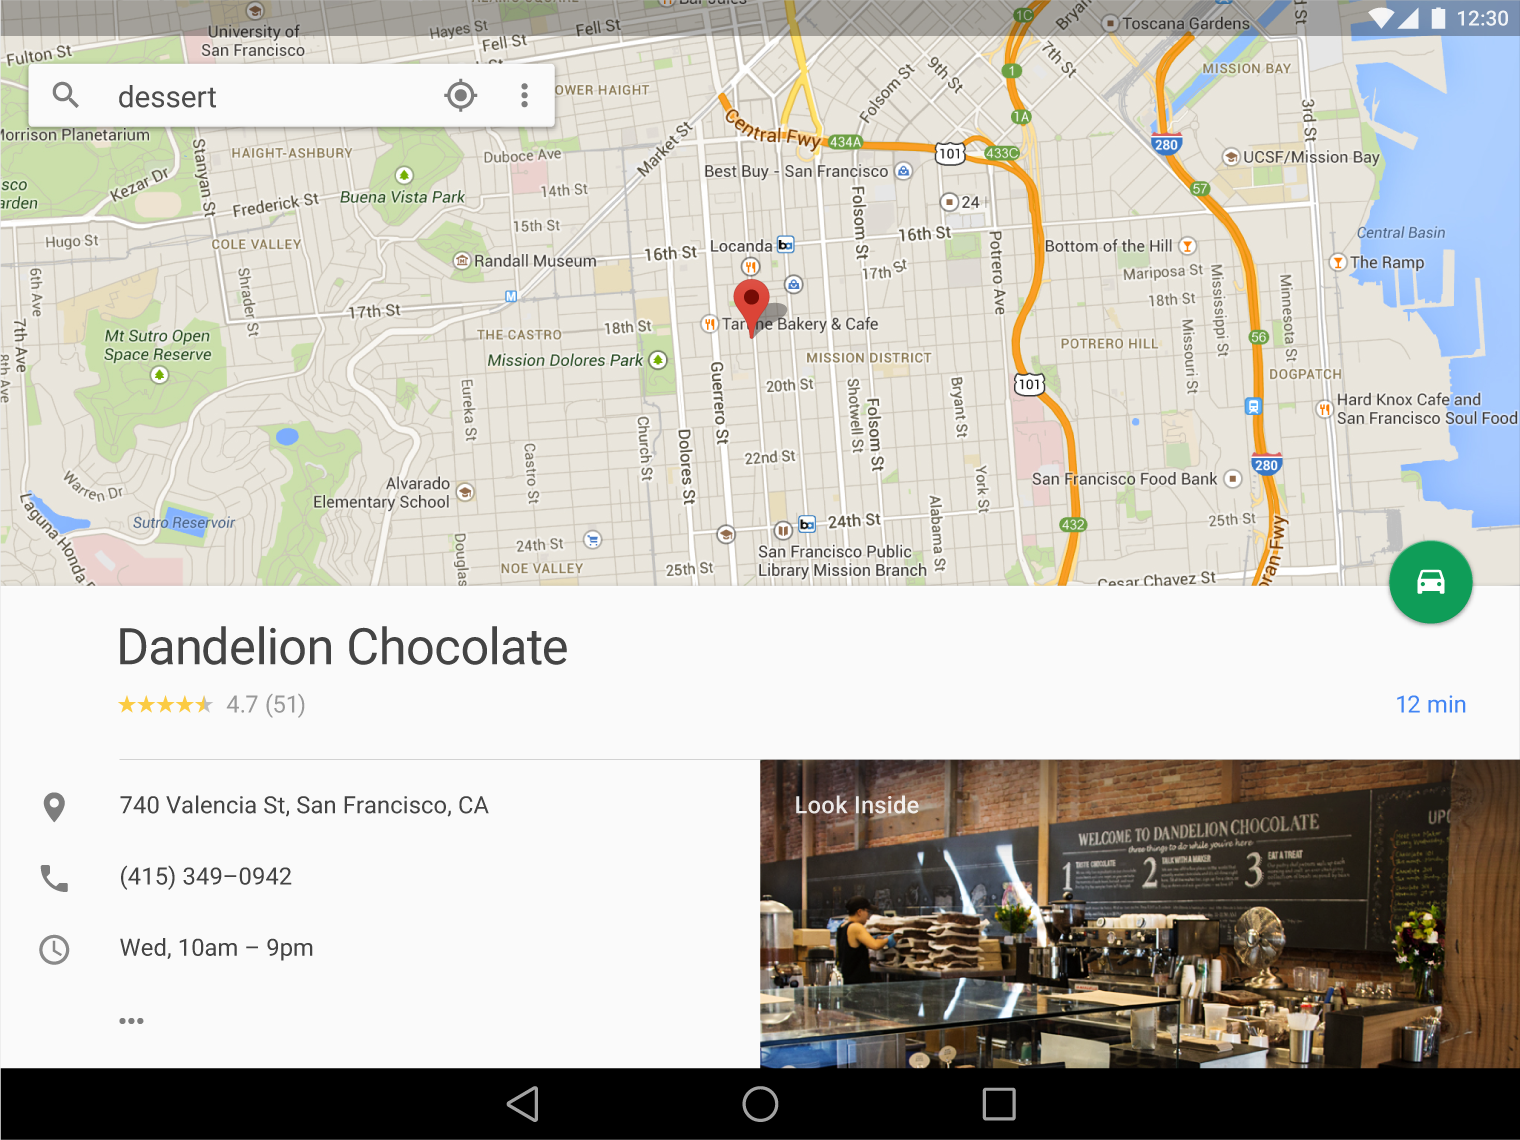 12:30
University of
San Francisco
Hayes St
Fell St
Fell St
Bar Jules
Toscana Gardens
Fulton St
1C
7th St
9th St
Folsom St
1
MISSION BAY
dessert
OWER HEIGHT
1A
3rd St
Central Fwy
434A
101
433C
280
Market St
Morrison Planetarium
HAIGHT-ASHBURY
Stanyan St
Duboce Ave
UCSF/Mission Bay
Best Buy - San Francisco
Kezar Dr
Frederick St
Buena Vista Park
14th St
57
24
Folsom St
15th St
Hugo St
COLE VALLEY
16th St
Locanda
16th St
Potrero Ave
Bottom of the Hill
Central Basin
Randall Museum
The Ramp
6th Ave
Shrader St
17th St
Mariposa St
Mississippi St
Minnesota St
17th St
M
18th St
7th Ave
Mt Sutro Open
Space Reserve
THE CASTRO
18th St
Tartine Bakery & Cafe
Missouri St
56
8th Ave
Mission Dolores Park
MISSION DISTRICT
POTRERO HILL
DOGPATCH
Guerrero St
20th St
101
Eureka St
Shotwell St
Folsom St
Bryant St
Hard Knox Cafe and
San Francisco Soul Food
Church St
Dolores St
Castro St
22nd St
280
Warren Dr
Alvarado
Elementary School
York St
San Francisco Food Bank
Laguna Honda
Sutro Reservoir
Alabama St
24th St
432
25th St
Douglas
24th St
San Francisco Public
Library Mission Branch
NOE VALLEY
25th St
Cesar Chavez St
Fwy
Dandelion Chocolate
4.7 (51)
12 min
740 Valencia St, San Francisco, CA
(415) 349–0942
Wed, 10am – 9pm
Look Inside
WELCOME TO DANDELION CHOCOLATE
three things to do while you're here
1 TASTE CHOCOLATE
2 TALK WITH A MAKER
3 EAT A TREAT
UPC